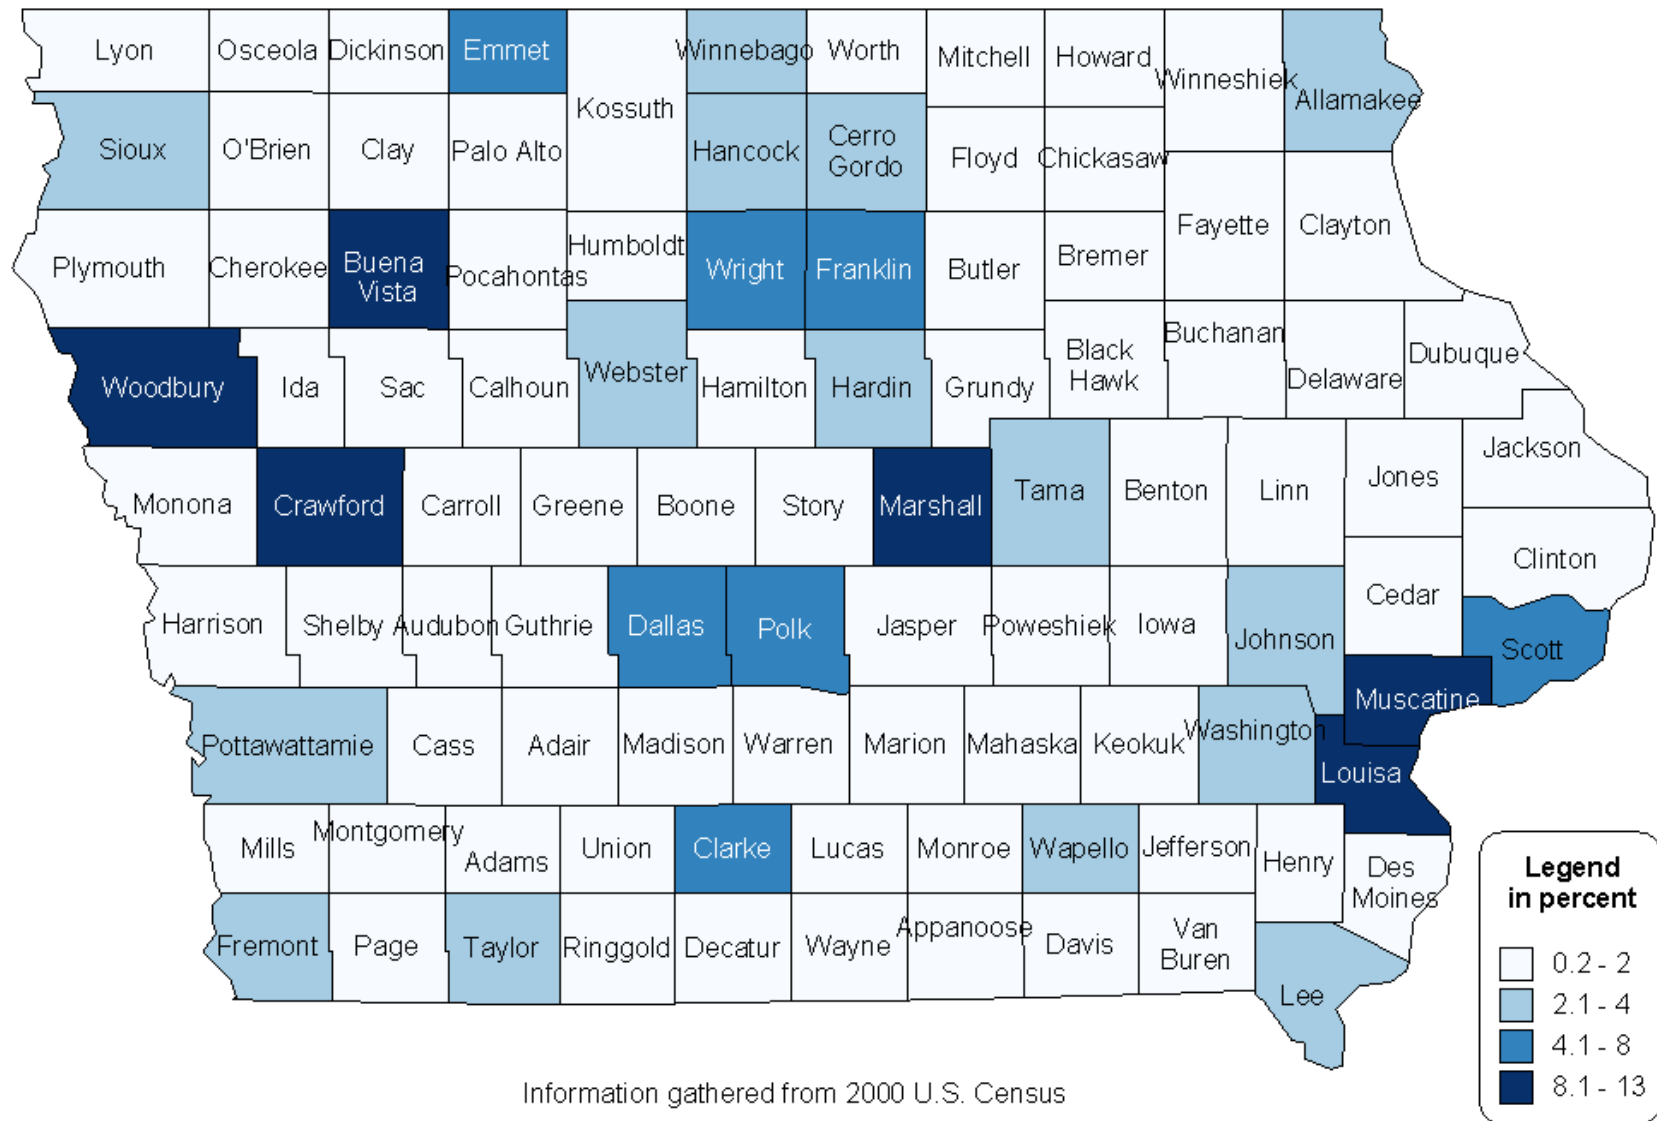 Lyon
Osceola
Dickinson
Emmet
Kossuth
Winnebago
Worth
Mitchell
Howard
Winneshiek
Allamakee
Sioux
O'Brien
Clay
Palo Alto
Hancock
Cerro
Gordo
Floyd
Chickasaw
Fayette
Clayton
Plymouth
Cherokee
Buena
Vista
Pocahontas
Humboldt
Wright
Franklin
Butler
Bremer
Woodbury
Ida
Sac
Calhoun
Webster
Hamilton
Hardin
Grundy
Black
Hawk
Buchanan
Delaware
Dubuque
Monona
Crawford
Carroll
Greene
Boone
Story
Marshall
Tama
Benton
Linn
Jones
Jackson
Clinton
Harrison
Shelby
Audubon
Guthrie
Dallas
Polk
Jasper
Poweshiek
Iowa
Johnson
Cedar
Scott
Muscatine
Pottawattamie
Cass
Adair
Madison
Warren
Marion
Mahaska
Keokuk
Washington
Louisa
Mills
Montgomery
Adams
Union
Clarke
Lucas
Monroe
Wapello
Jefferson
Henry
Des
Moines
Fremont
Page
Taylor
Ringgold
Decatur
Wayne
Appanoose
Davis
Van
Buren
Lee
Legend
in percent
0.2 - 2
2.1 - 4
4.1 - 8
8.1 - 13
Information gathered from 2000 U.S. Census